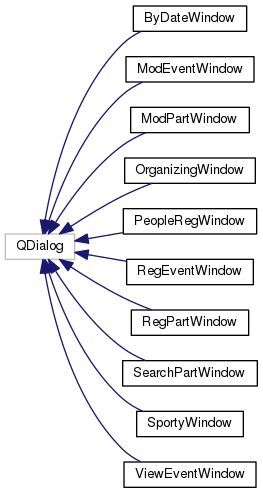 ByDateWindow
ModEventWindow
ModPartWindow
OrganizingWindow
PeopleRegWindow
QDialog
RegEventWindow
RegPartWindow
SearchPartWindow
SportyWindow
ViewEventWindow